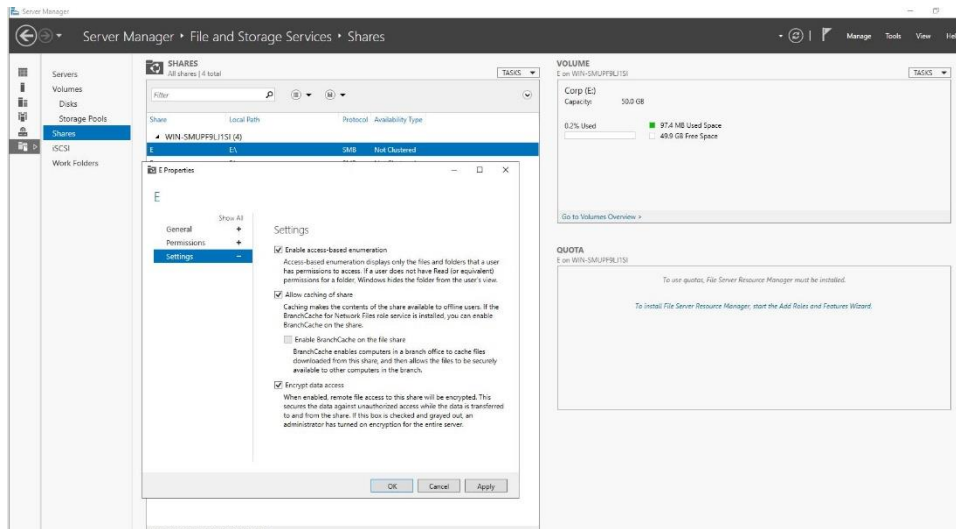 Server Manager
Server Manager • File and Storage Services • Shares
Manage Tools View Hel
Servers
Volumes
Disks
Storage Pools
Shares
iSCSI
Work Folders
SHARES
All shares | 4 total
TASKS
Filter
Share Local Path Protocol Availability Type
WIN-SMUPF9LJ1SI (4)
E E:\ SMB Not Clustered
E Properties
E
Show All
General +
Permissions +
Settings –
Settings
Enable access-based enumeration
Access-based enumeration displays only the files and folders that a user
has permissions to access. If a user does not have Read (or equivalent)
permissions for a folder, Windows hides the folder from the user's view.
Allow caching of share
Caching makes the contents of the share available to offline users. If the
BranchCache for Network Files role service is installed, you can enable
BranchCache on the share.
Enable BranchCache on the file share
BranchCache enables computers in a branch office to cache files
downloaded from this share, and then allows the files to be securely
available to other computers in the branch.
Encrypt data access
When enabled, remote file access to this share will be encrypted. This
secures the data against unauthorized access while the data is transferred
to and from the share. If this box is checked and grayed out, an
administrator has turned on encryption for the entire server.
OK Cancel Apply
VOLUME
E on WIN-SMUPF9LJ1SI
TASKS
Corp (E:)
Capacity: 50.0 GB
0.2% Used
97.4 MB Used Space
49.9 GB Free Space
Go to Volumes Overview >
QUOTA
E on WIN-SMUPF9LJ1SI
To use quotas, File Server Resource Manager must be installed.
To install File Server Resource Manager, start the Add Roles and Features Wizard.